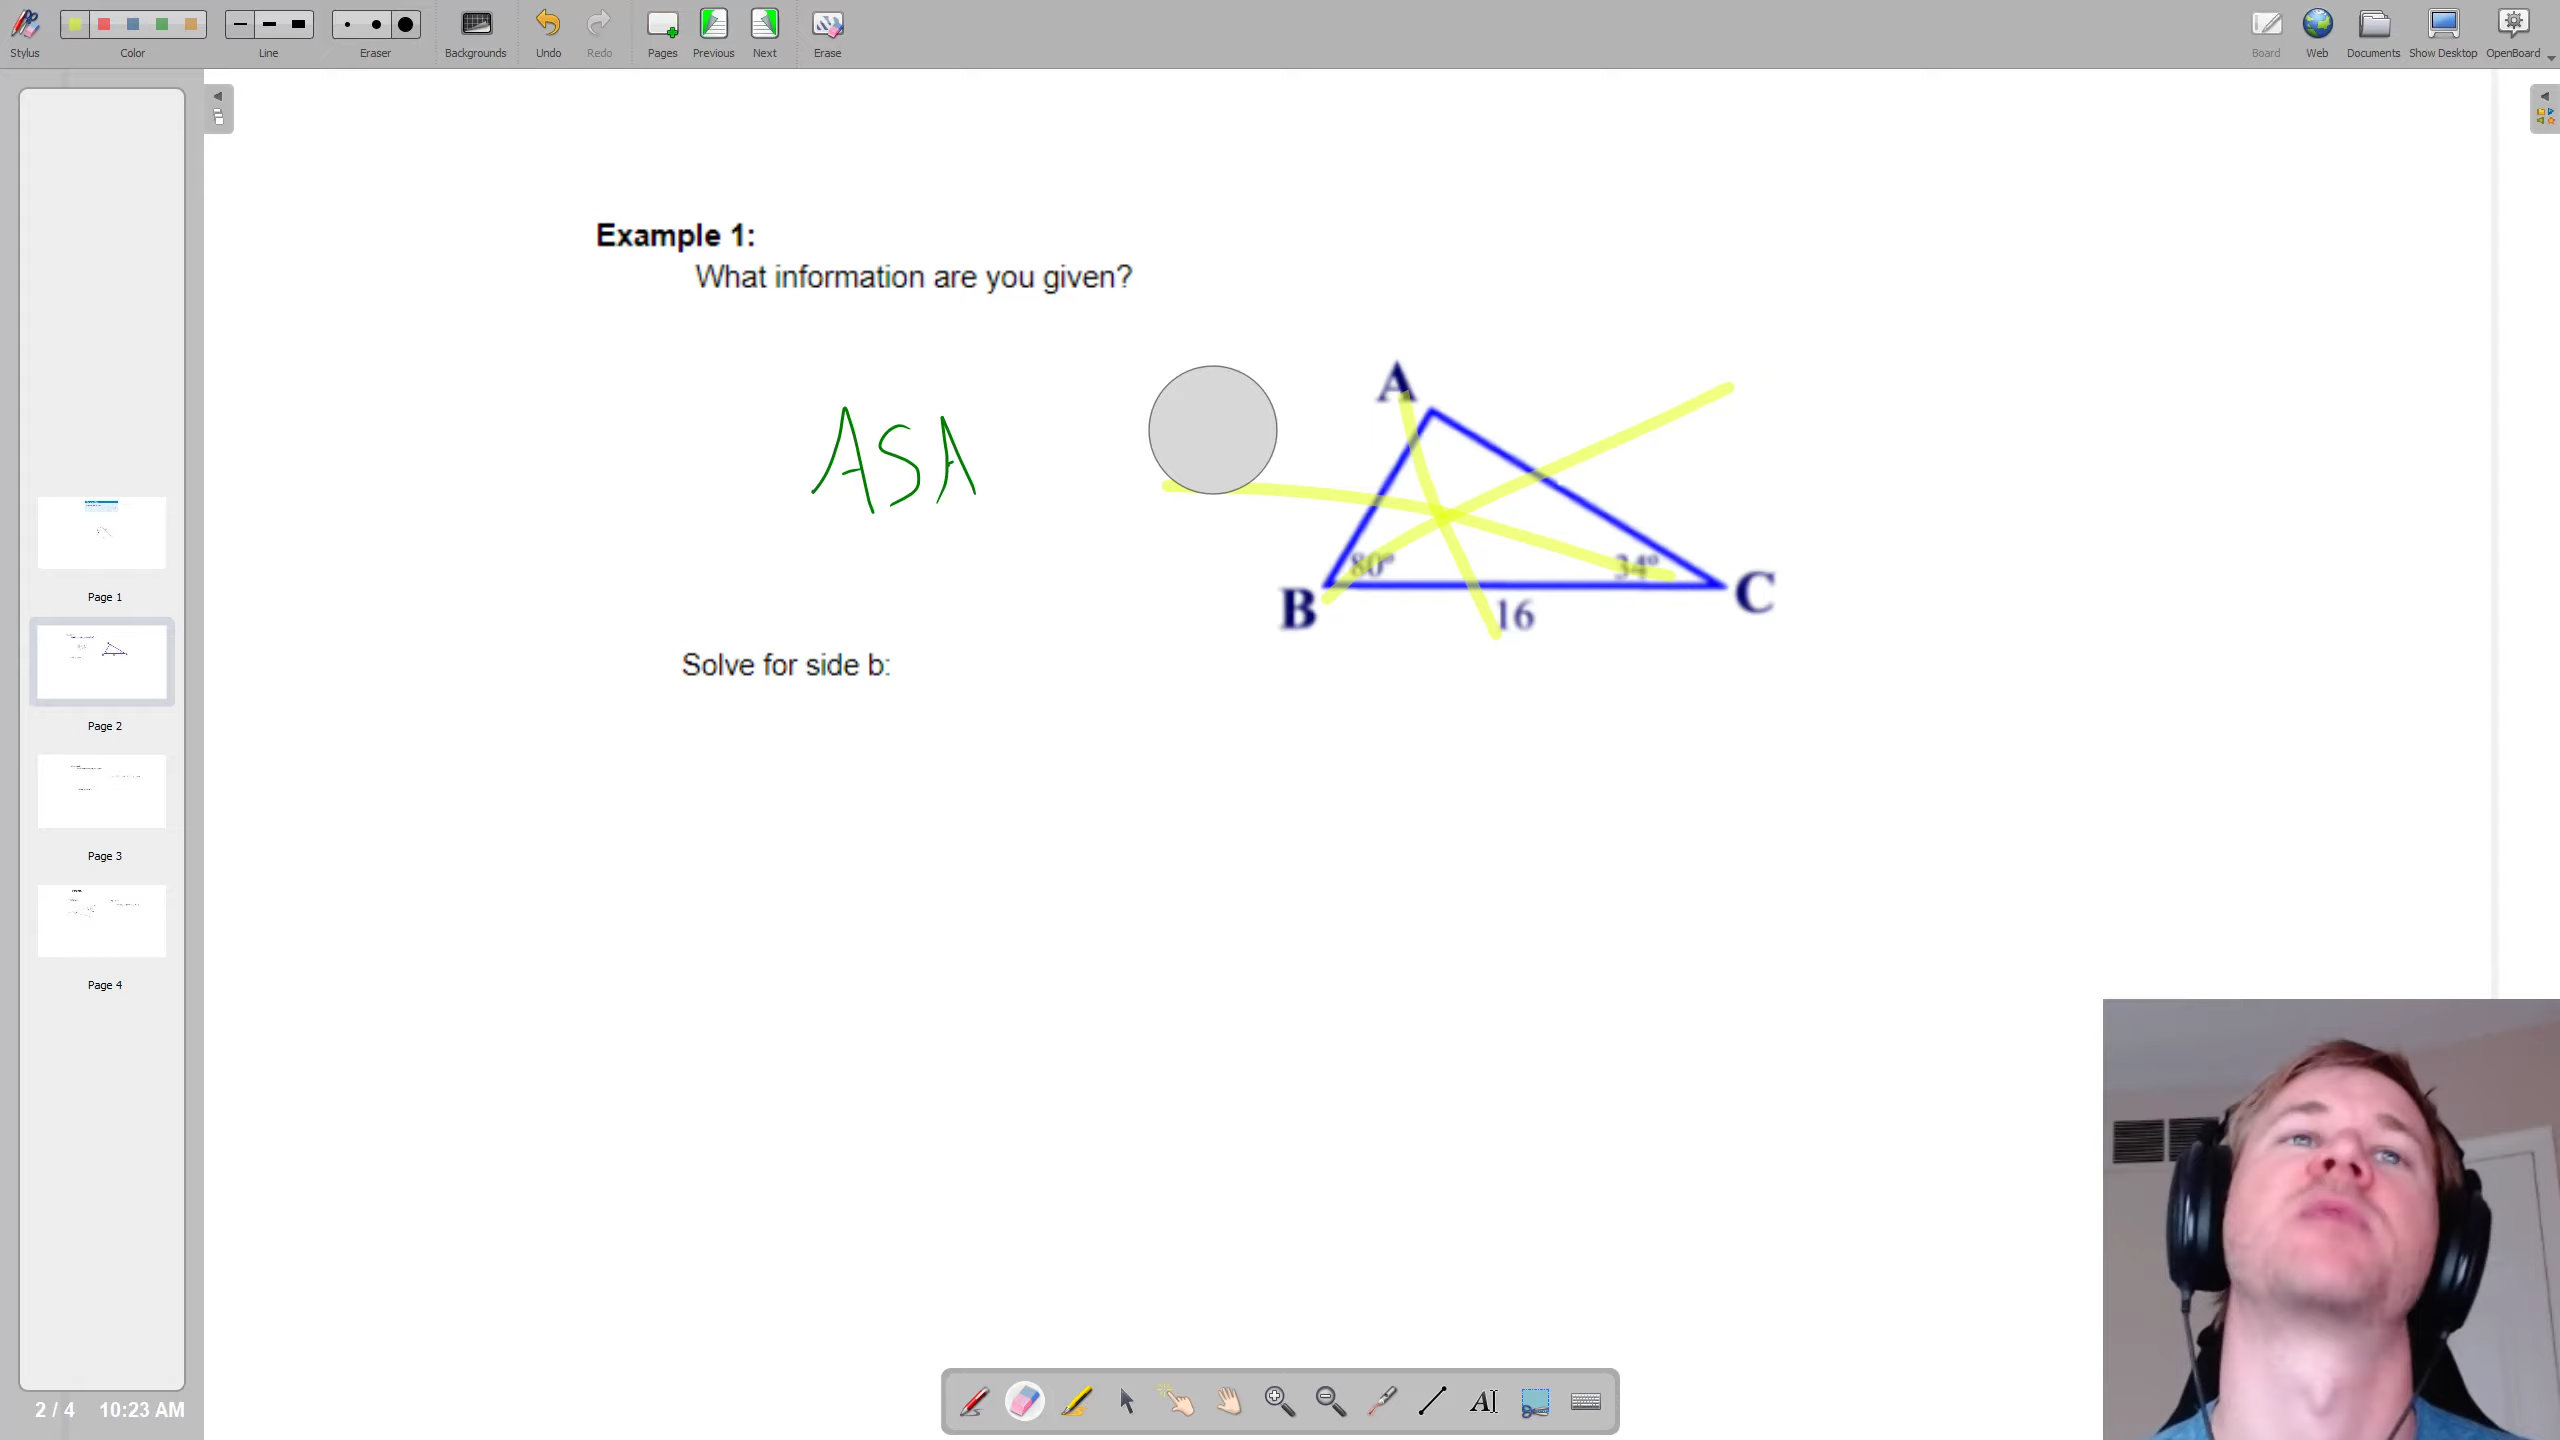 Stylus
Color
Line
Eraser
Backgrounds
Undo
Redo
Pages
Previous
Next
Erase
Board
Web
Documents
Show Desktop
OpenBoard
Example 1:
What information are you given?
ASA
A
80°
34°
B
16
C
Solve for side b:
Page 1
Page 2
Page 3
Page 4
2 / 4 10:23 AM